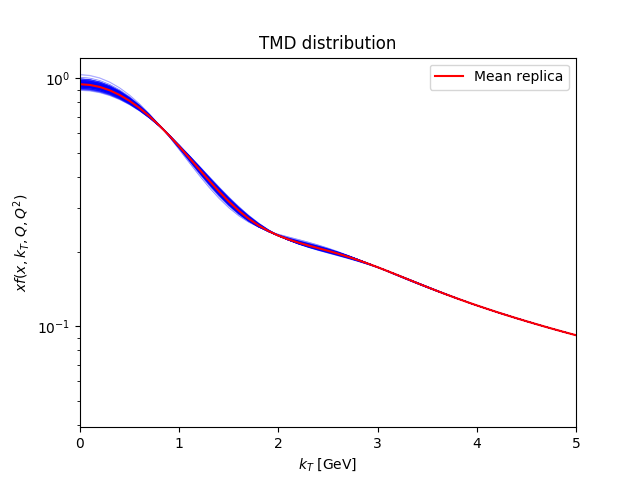 TMD distribution
Mean replica
xf(x, k_T, Q, Q^2)
10^0
10^{-1}
0 1 2 3 4 5
k_T [GeV]